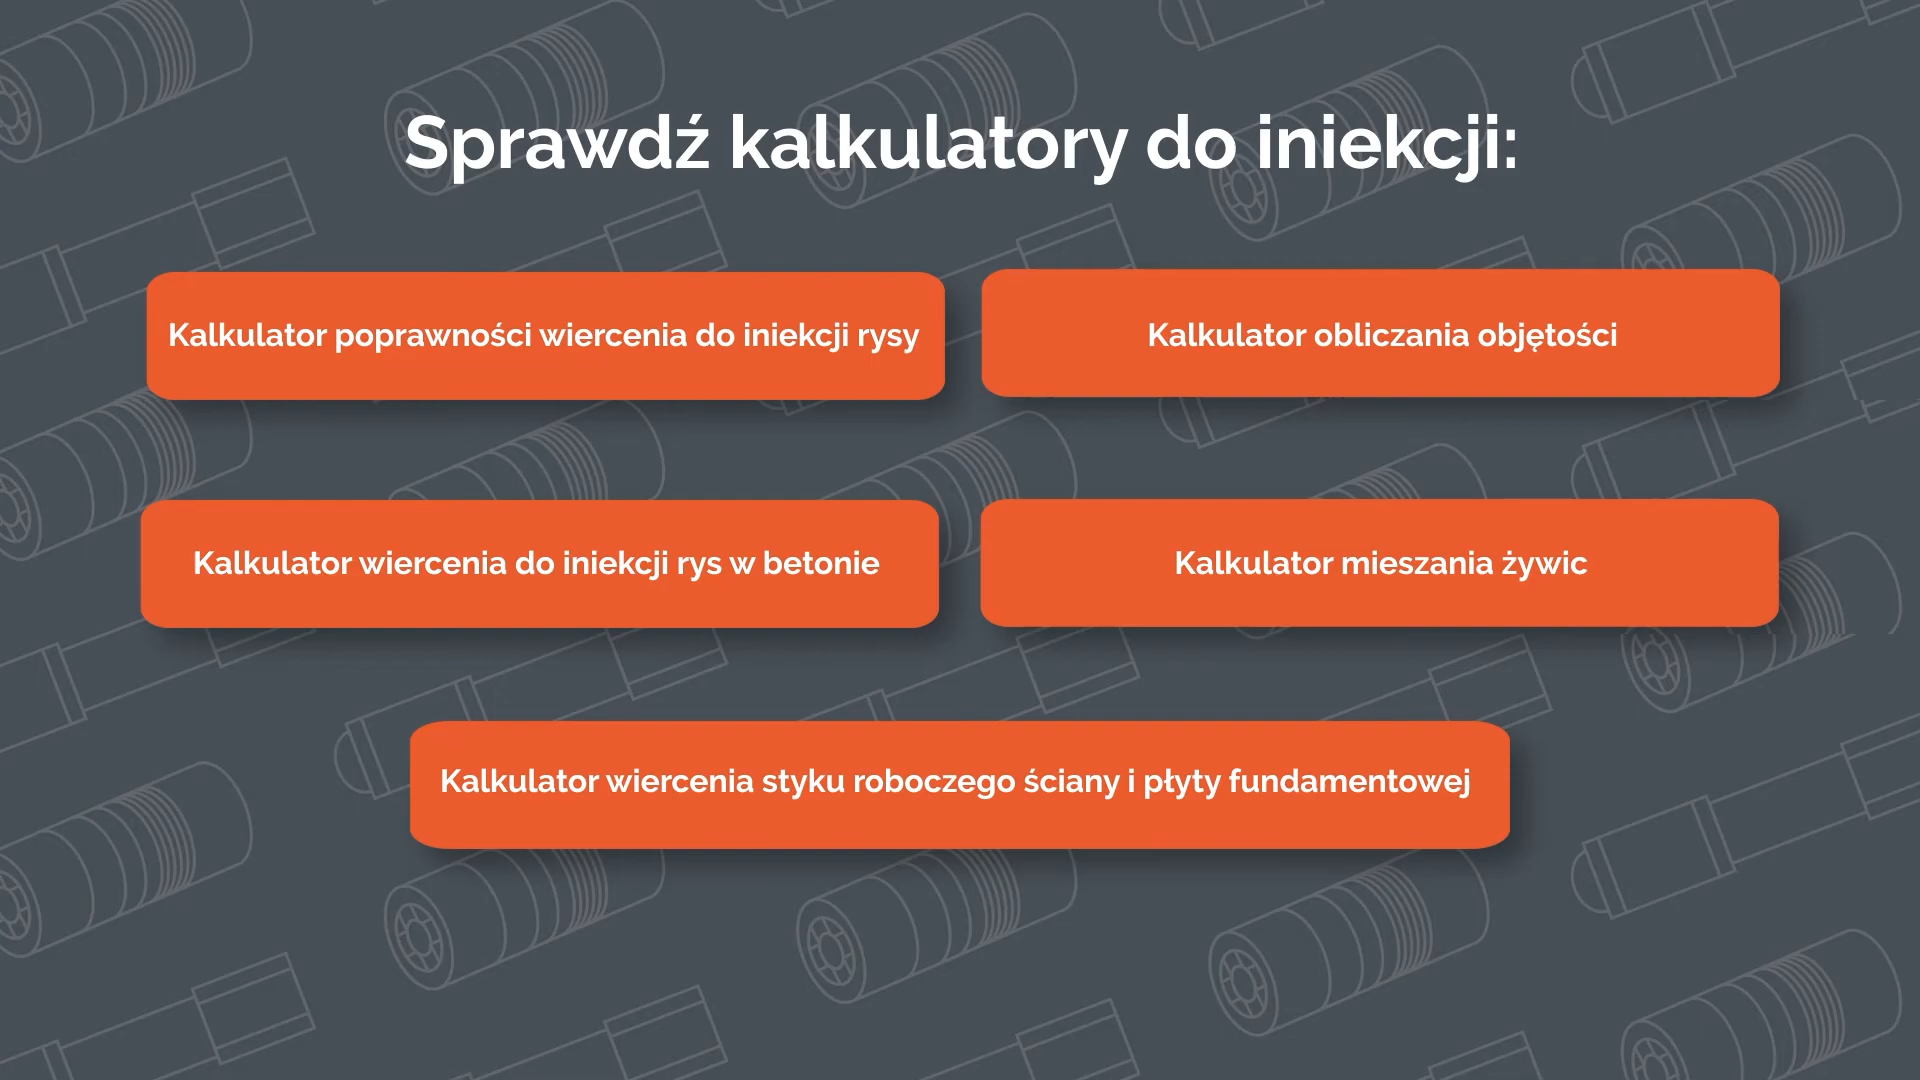 Sprawdź kalkulatory do iniekcji:
Kalkulator poprawności wiercenia do iniekcji rysy
Kalkulator obliczania objętości
Kalkulator wiercenia do iniekcji rys w betonie
Kalkulator mieszania żywic
Kalkulator wiercenia styku roboczego ściany i płyty fundamentowej